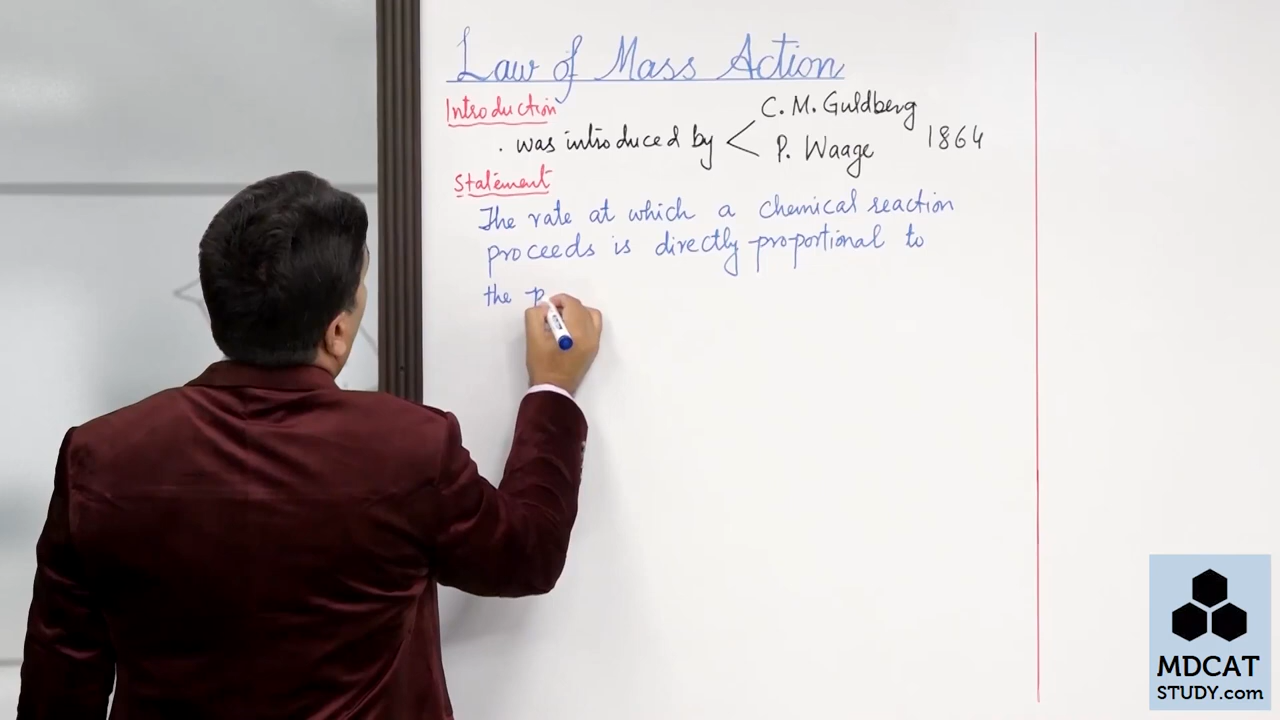 Law of Mass Action
Introduction
. was introduced by < C. M. Guldberg
P. Waage 1864
Statement
The rate at which a chemical reaction
proceeds is directly proportional to
the p
MDCAT
STUDY.com